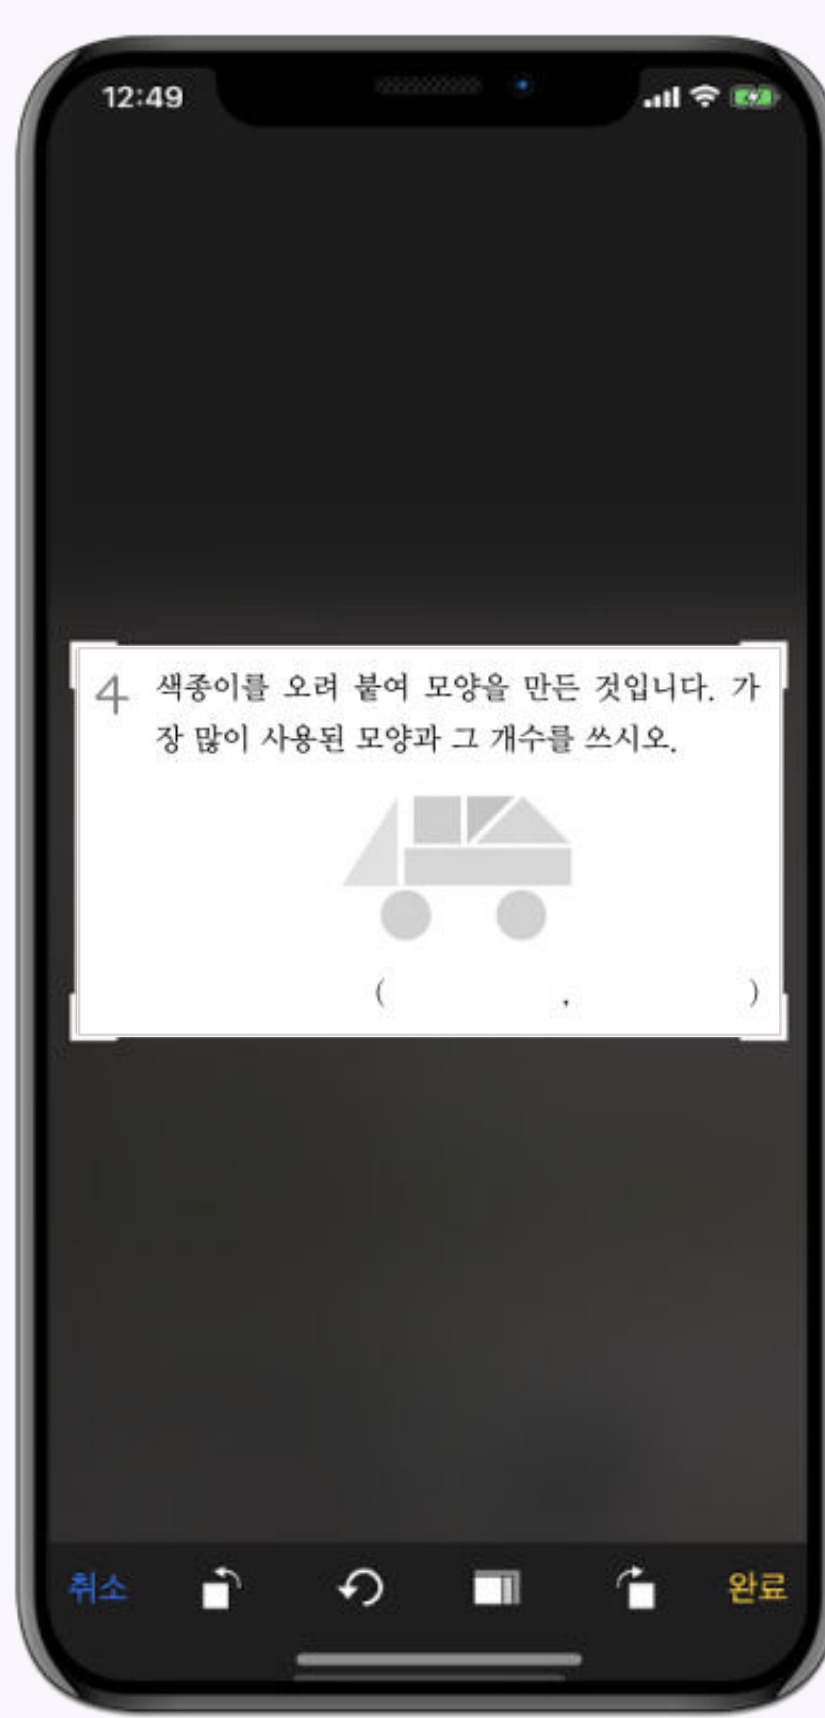 12:49
4 색종이를 오려 붙여 모양을 만든 것입니다. 가
장 많이 사용된 모양과 그 개수를 쓰시오.
( , )
취소 완료